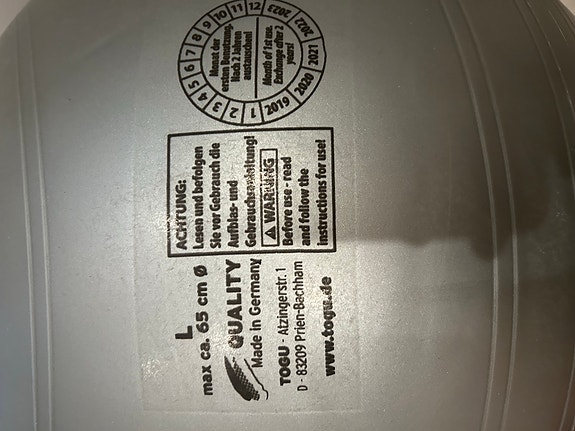 L
max ca. 65 cm Ø
QUALITY
Made in Germany
TOGU - Atzingerstr. 1
D - 83209 Prien-Bachham
www.togu.de
ACHTUNG:
Lesen und befolgen
Sie vor Gebrauch die
Aufblas- und
Gebrauchsanleitung!
⚠ WARNING
Before use - read
and follow the
instructions for use!
1 2 3 4 5 6 7 8 9 10 11 12
2023 2022 2021 2020 2019
Monat der
ersten Benutzung.
Nach 2 Jahren
austauschen!
Month of 1st use.
Exchange after 2
years!